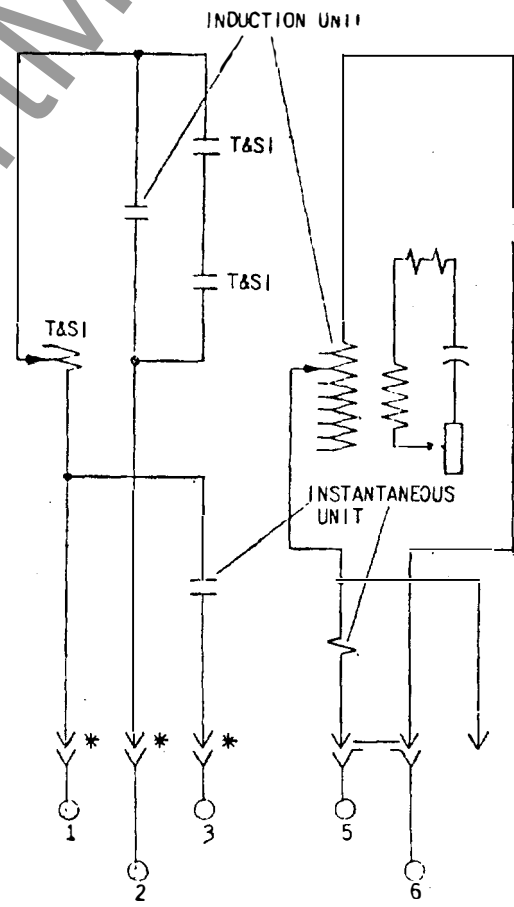 INDUCTION UNIT
T&SI
T&SI
T&SI
INSTANTANEOUS
UNIT
* * *
1 3 5
2 6